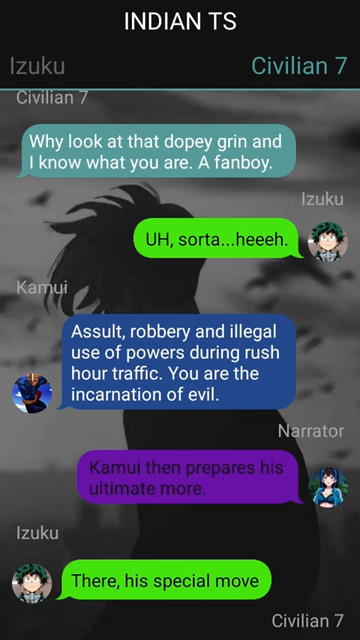 INDIAN TS
Izuku
Civilian 7
Civilian 7
Why look at that dopey grin and
I know what you are. A fanboy.
Izuku
UH, sorta...heeeh.
Kamui
Assult, robbery and illegal
use of powers during rush
hour traffic. You are the
incarnation of evil.
Narrator
Kamui then prepares his
ultimate more.
Izuku
There, his special move
Civilian 7